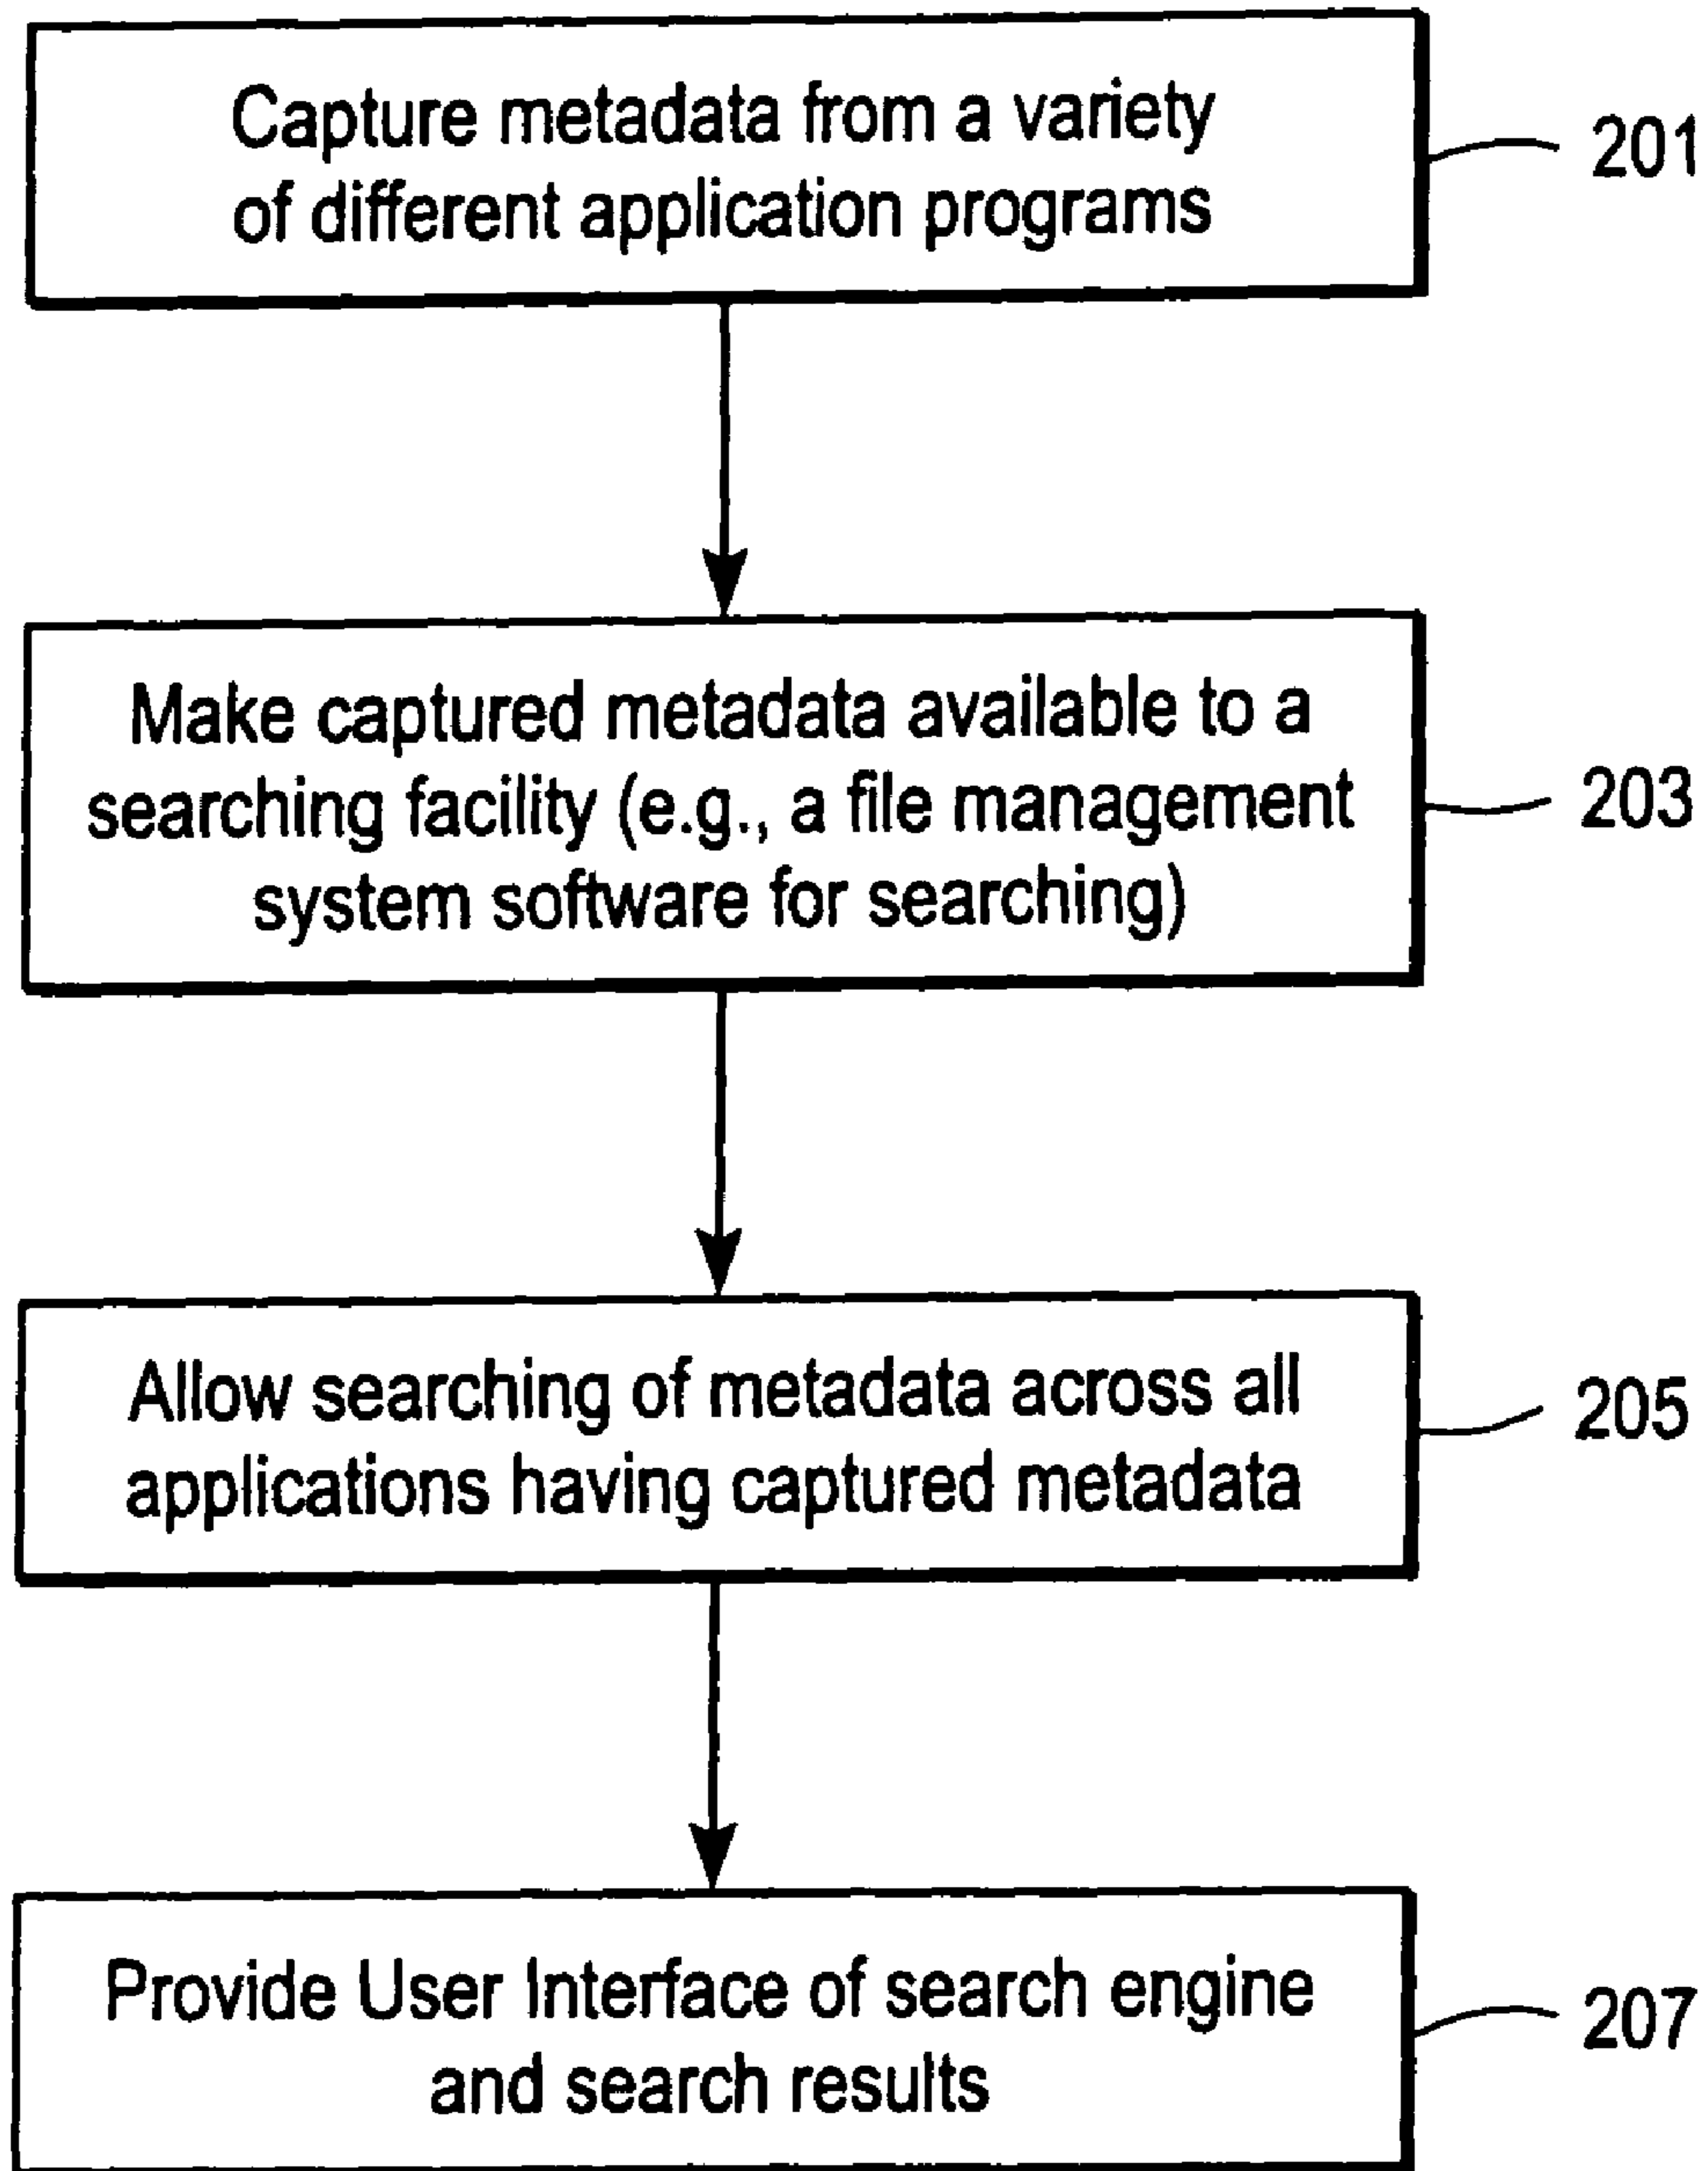 Capture metadata from a variety
of different application programs
201
Make captured metadata available to a
searching facility (e.g., a file management
system software for searching)
203
Allow searching of metadata across all
applications having captured metadata
205
Provide User Interface of search engine
and search results
207